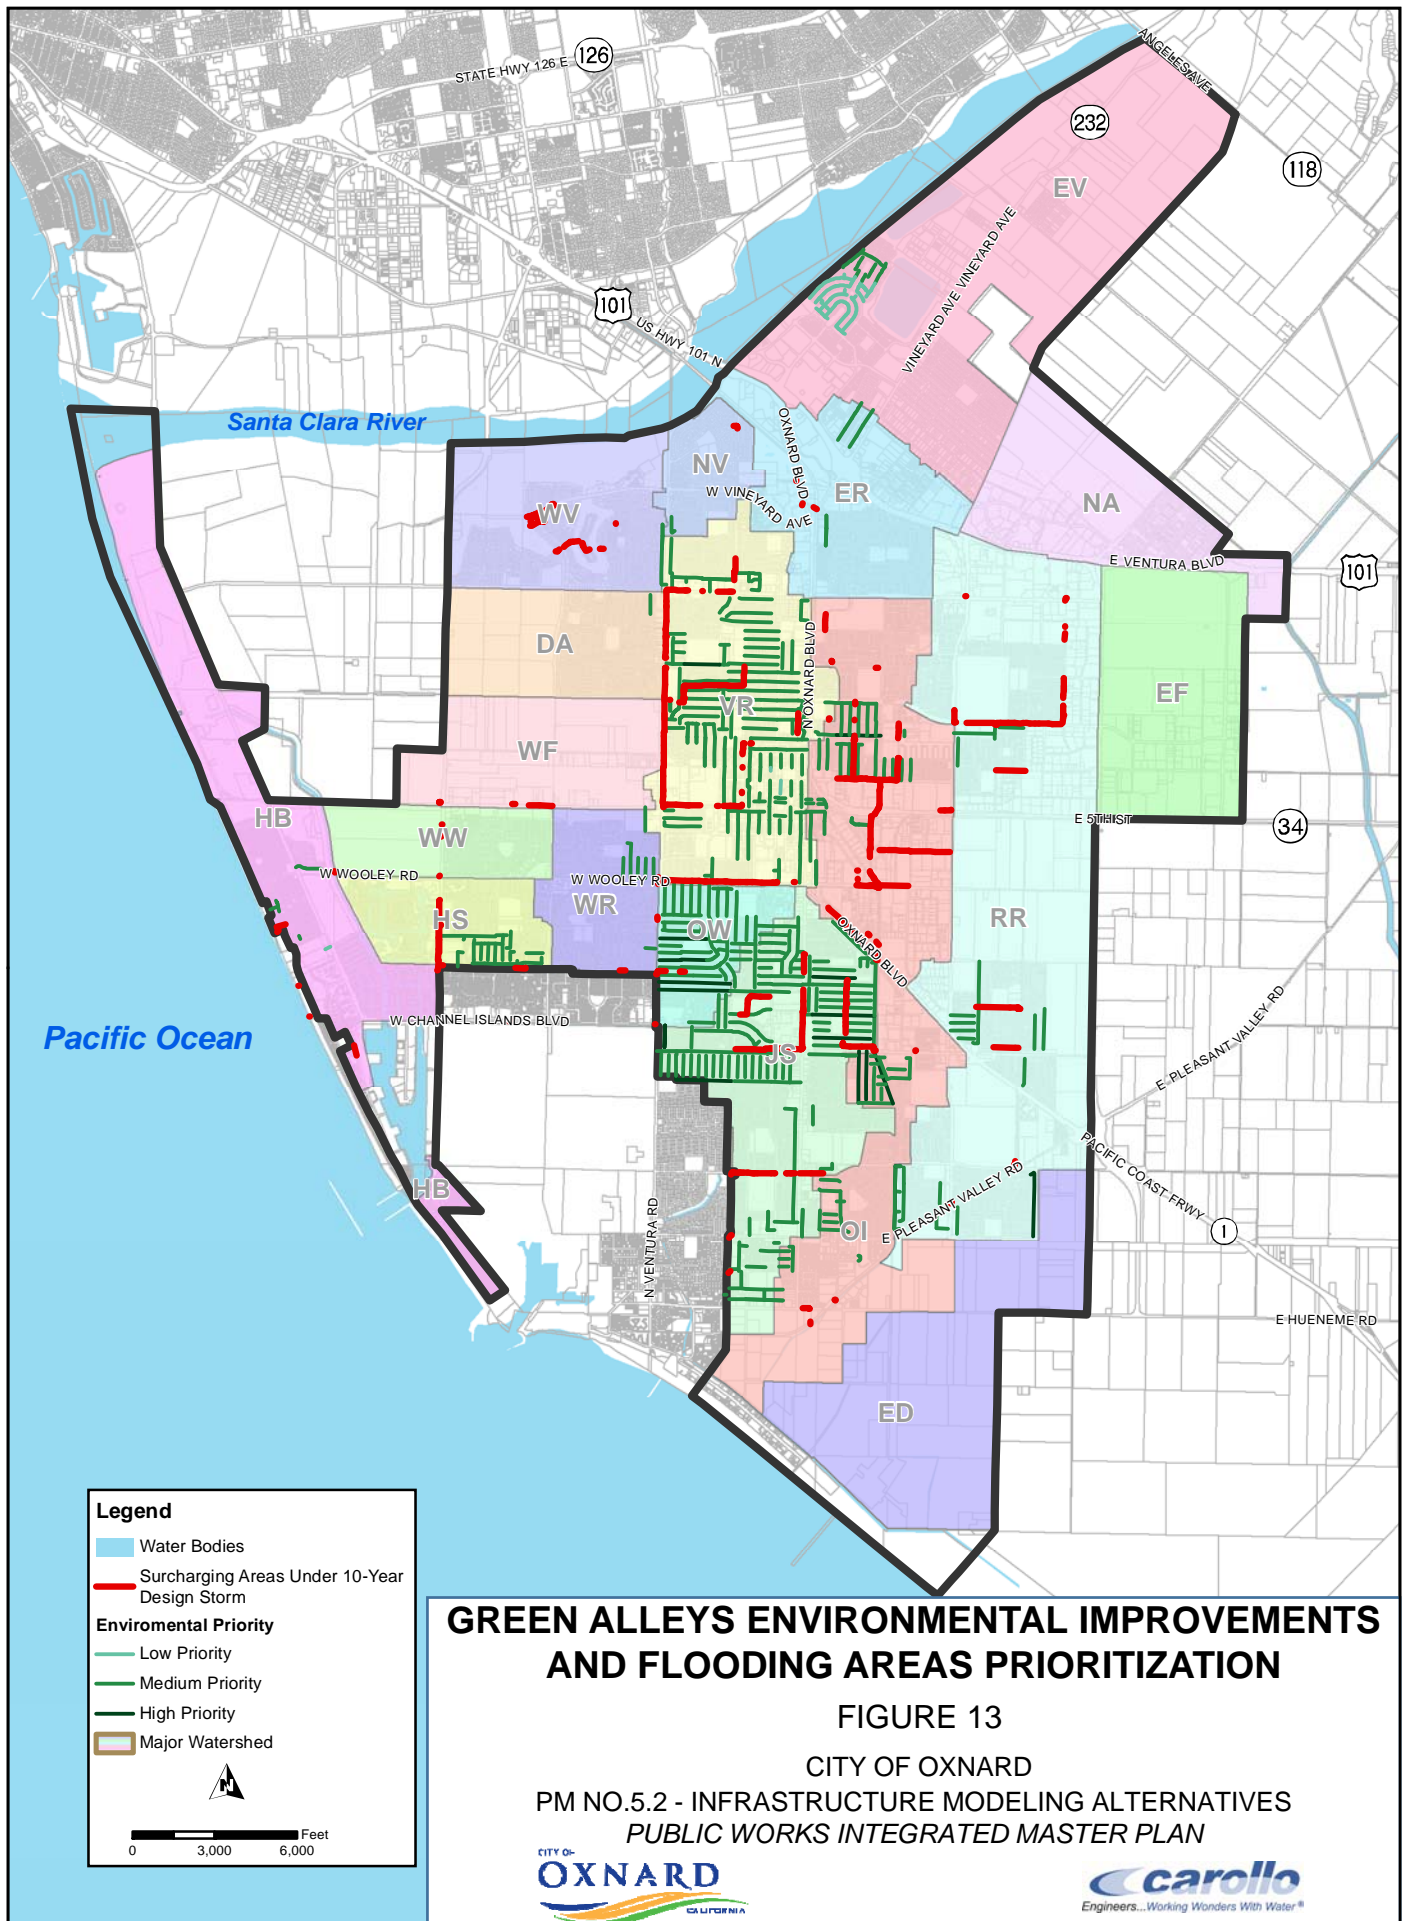 ANGELES AVE
STATE HWY 126 E
126
232
118
EV
VINEYARD AVE VINEYARD AVE
101
US HWY 101 N
Santa Clara River
OXNARD BLVD
NV
W VINEYARD AVE
ER
NA
WV
E VENTURA BLVD
101
DA
N OXNARD BLVD
EF
VR
WF
HB
WW
E 5TH ST
34
W WOOLEY RD
W WOOLEY RD
WR
HS
OW
RR
OXNARD BLVD
Pacific Ocean
W CHANNEL ISLANDS BLVD
JS
E PLEASANT VALLEY RD
PACIFIC COAST FRWY
HB
E PLEASANT VALLEY RD
OI
1
N VENTURA RD
E HUENEME RD
ED
Legend
Water Bodies
Surcharging Areas Under 10-Year
Design Storm
Enviromental Priority
Low Priority
Medium Priority
High Priority
Major Watershed
N
Feet
0 3,000 6,000
GREEN ALLEYS ENVIRONMENTAL IMPROVEMENTS
AND FLOODING AREAS PRIORITIZATION
FIGURE 13
CITY OF OXNARD
PM NO.5.2 - INFRASTRUCTURE MODELING ALTERNATIVES
PUBLIC WORKS INTEGRATED MASTER PLAN
CITY OF
OXNARD
CALIFORNIA
carollo
Engineers...Working Wonders With Water®